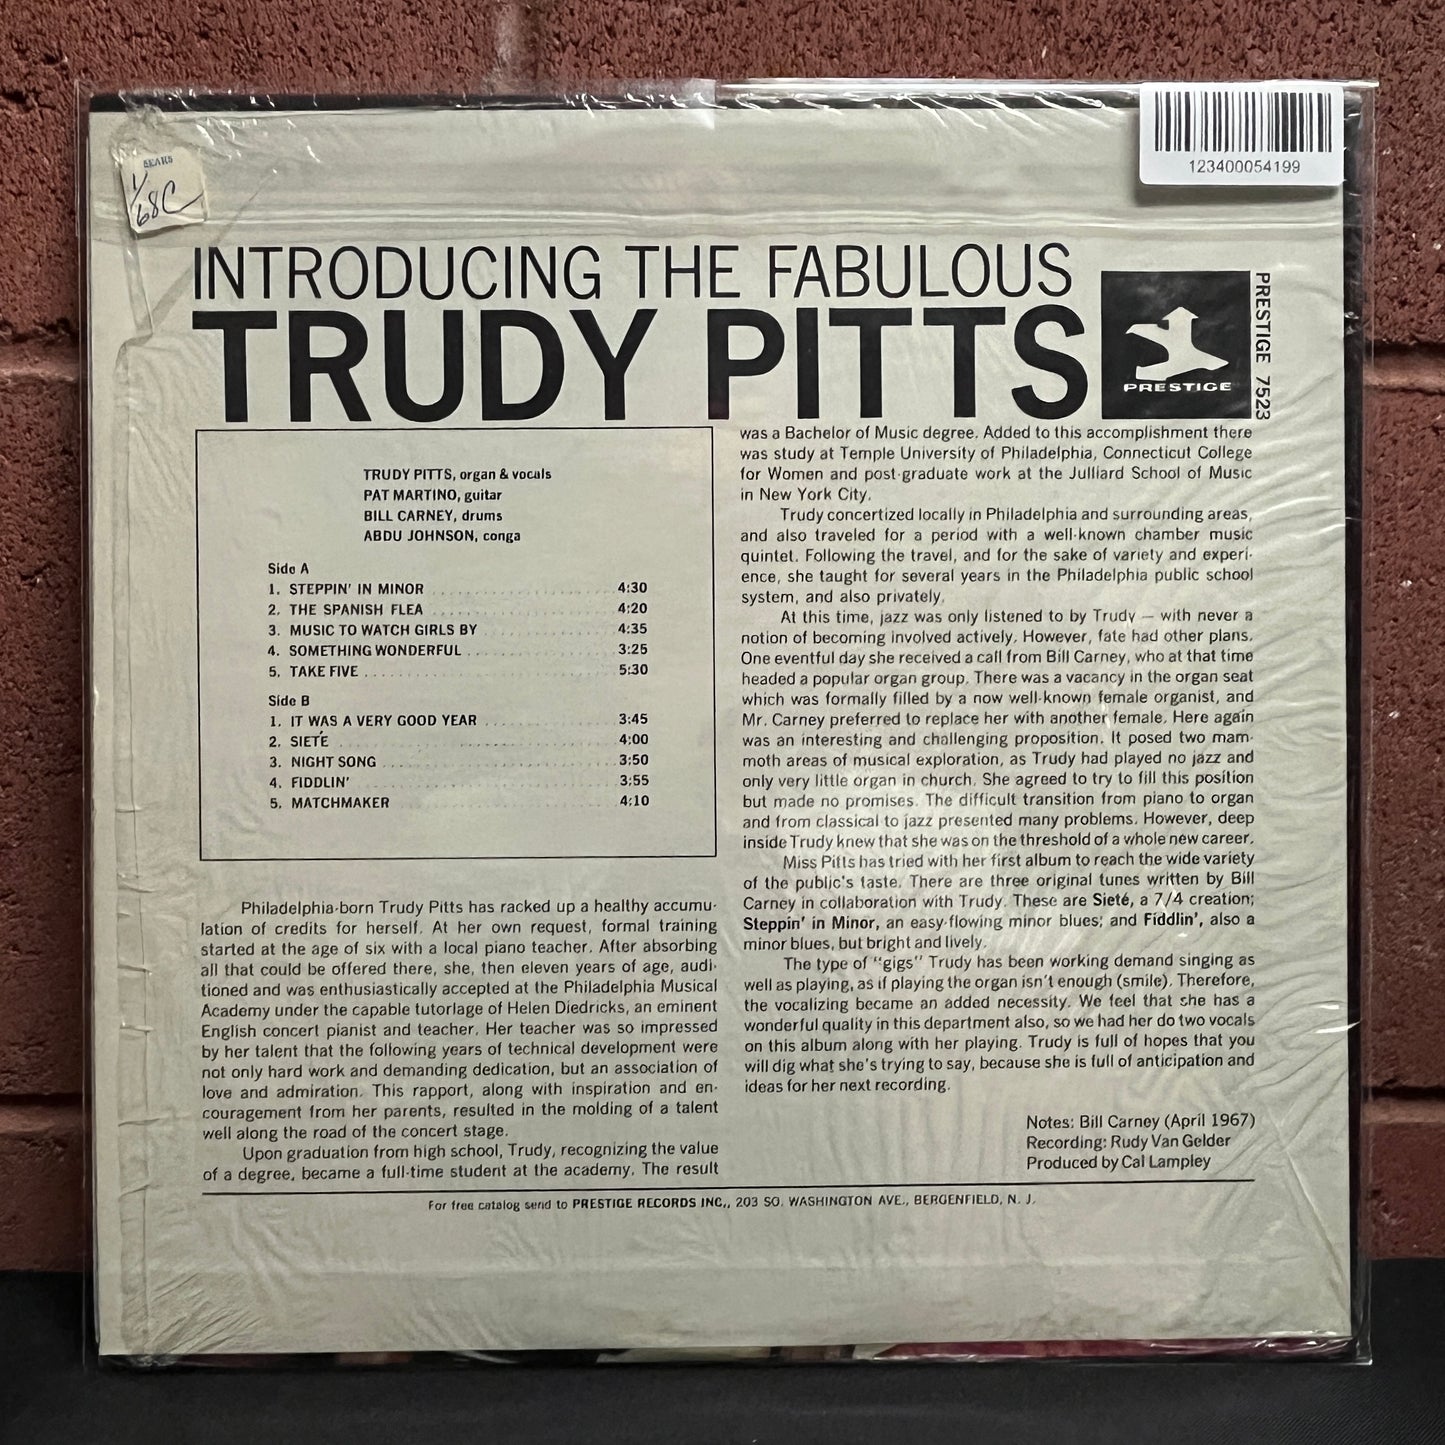 SEARS
1/68C
123400054199
INTRODUCING THE FABULOUS
TRUDY PITTS
PRESTIGE
PRESTIGE 7523
TRUDY PITTS, organ & vocals
PAT MARTINO, guitar
BILL CARNEY, drums
ABDU JOHNSON, conga
Side A
1. STEPPIN' IN MINOR 4:30
2. THE SPANISH FLEA 4:20
3. MUSIC TO WATCH GIRLS BY 4:35
4. SOMETHING WONDERFUL 3:25
5. TAKE FIVE 5:30
Side B
1. IT WAS A VERY GOOD YEAR 3:45
2. SIETÉ 4:00
3. NIGHT SONG 3:50
4. FIDDLIN' 3:55
5. MATCHMAKER 4:10
Philadelphia-born Trudy Pitts has racked up a healthy accumu-
lation of credits for herself. At her own request, formal training
started at the age of six with a local piano teacher. After absorbing
all that could be offered there, she, then eleven years of age, audi-
tioned and was enthusiastically accepted at the Philadelphia Musical
Academy under the capable tutorlage of Helen Diedricks, an eminent
English concert pianist and teacher. Her teacher was so impressed
by her talent that the following years of technical development were
not only hard work and demanding dedication, but an association of
love and admiration. This rapport, along with inspiration and en-
couragement from her parents, resulted in the molding of a talent
well along the road of the concert stage.
Upon graduation from high school, Trudy, recognizing the value
of a degree, became a full-time student at the academy. The result
was a Bachelor of Music degree. Added to this accomplishment there
was study at Temple University of Philadelphia, Connecticut College
for Women and post-graduate work at the Julliard School of Music
in New York City.
Trudy concertized locally in Philadelphia and surrounding areas,
and also traveled for a period with a well-known chamber music
quintet. Following the travel, and for the sake of variety and experi-
ence, she taught for several years in the Philadelphia public school
system, and also privately.
At this time, jazz was only listened to by Trudy — with never a
notion of becoming involved actively. However, fate had other plans.
One eventful day she received a call from Bill Carney, who at that time
headed a popular organ group. There was a vacancy in the organ seat
which was formally filled by a now well-known female organist, and
Mr. Carney preferred to replace her with another female. Here again
was an interesting and challenging proposition. It posed two mam-
moth areas of musical exploration, as Trudy had played no jazz and
only very little organ in church. She agreed to try to fill this position
but made no promises. The difficult transition from piano to organ
and from classical to jazz presented many problems. However, deep
inside Trudy knew that she was on the threshold of a whole new career.
Miss Pitts has tried with her first album to reach the wide variety
of the public's taste. There are three original tunes written by Bill
Carney in collaboration with Trudy. These are Sieté, a 7/4 creation;
Steppin' in Minor, an easy-flowing minor blues; and Fiddlin', also a
minor blues, but bright and lively.
The type of "gigs" Trudy has been working demand singing as
well as playing, as if playing the organ isn't enough (smile). Therefore,
the vocalizing became an added necessity. We feel that she has a
wonderful quality in this department also, so we had her do two vocals
on this album along with her playing. Trudy is full of hopes that you
will dig what she's trying to say, because she is full of anticipation and
ideas for her next recording.
Notes: Bill Carney (April 1967)
Recording: Rudy Van Gelder
Produced by Cal Lampley
For free catalog send to PRESTIGE RECORDS INC., 203 SO. WASHINGTON AVE., BERGENFIELD, N. J.